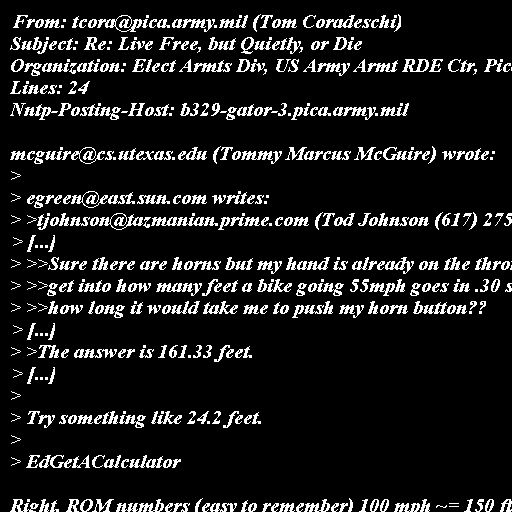 From: tcora@pica.army.mil (Tom Coradeschi)
Subject: Re: Live Free, but Quietly, or Die
Organization: Elect Armts Div, US Army Armt RDE Ctr, Pic
Lines: 24
Nntp-Posting-Host: b329-gator-3.pica.army.mil

mcguire@cs.utexas.edu (Tommy Marcus McGuire) wrote:
>
> egreen@east.sun.com writes:
> >tjohnson@tazmanian.prime.com (Tod Johnson (617) 275
> [...]
> >>Sure there are horns but my hand is already on the thro
> >>get into how many feet a bike going 55mph goes in .30 s
> >>how long it would take me to push my horn button??
> [...]
> >The answer is 161.33 feet.
> [...]
>
> Try something like 24.2 feet.
>
> EdGetACalculator

Right. ROM numbers (easy to remember) 100 mph ~= 150 ft